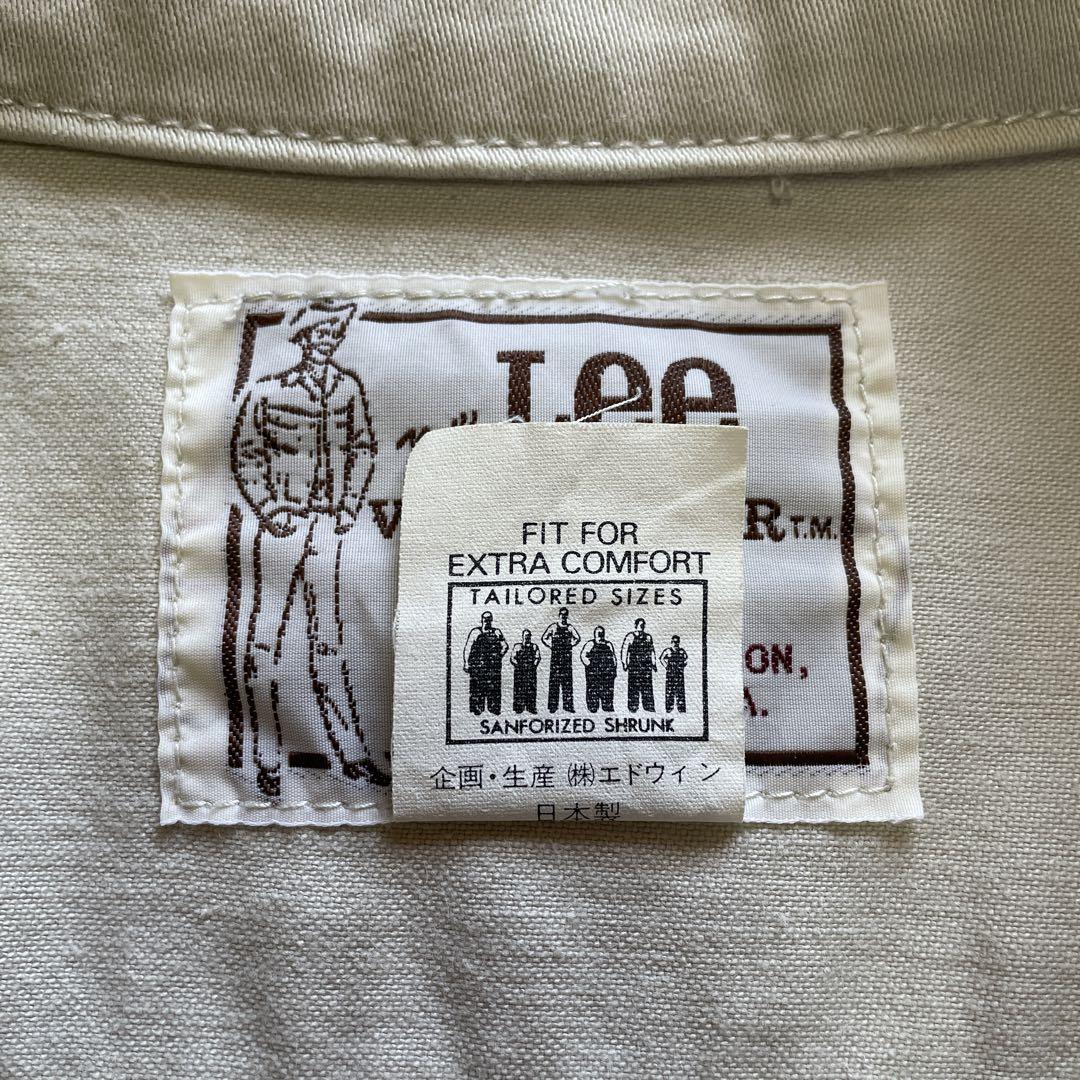 Lee
R T.M.
FIT FOR
EXTRA COMFORT
TAILORED SIZES
SANFORIZED SHRUNK
ON,
A.
企画・生産 ㈱エドウィン
日本製